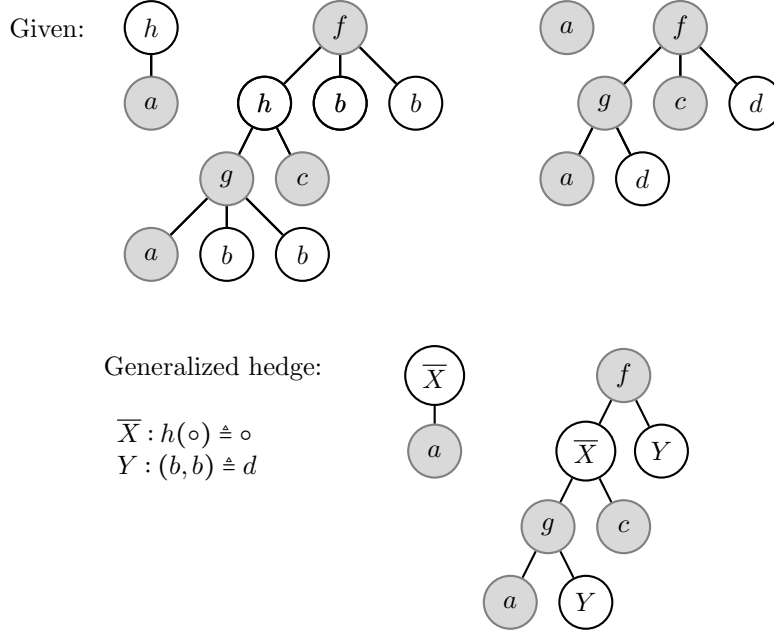 Given: h f a f
a h b b g c d
g c a d
a b b
Generalized hedge: X̅ f
X̅ : h(∘) ≜ ∘
a X̅ Y
Y : (b, b) ≜ d
g c
a Y